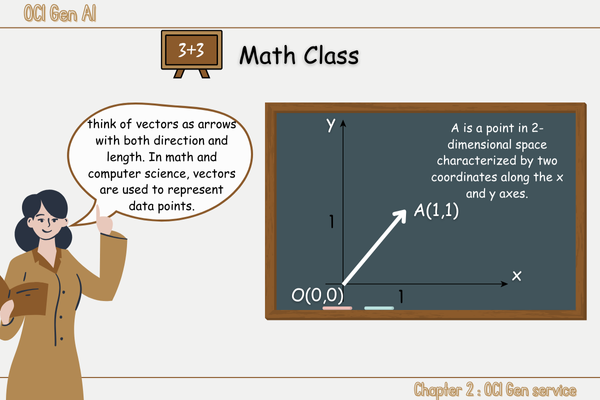 OCI Gen AI
3+3
Math Class
think of vectors as arrows
with both direction and
length. In math and
computer science, vectors
are used to represent
data points.
A is a point in 2-
dimensional space
characterized by two
coordinates along the x
and y axes.
y
1
A(1,1)
x
O(0,0)
1
Chapter 2 : OCI Gen service